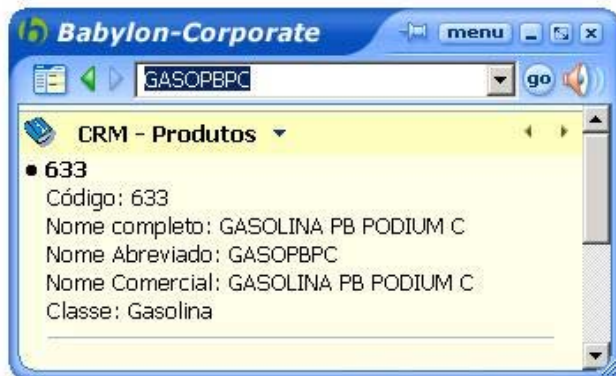 Babylon-Corporate
menu
GASOPBPC
go
CRM - Produtos
• 633
Código: 633
Nome completo: GASOLINA PB PODIUM C
Nome Abreviado: GASOPBPC
Nome Comercial: GASOLINA PB PODIUM C
Classe: Gasolina